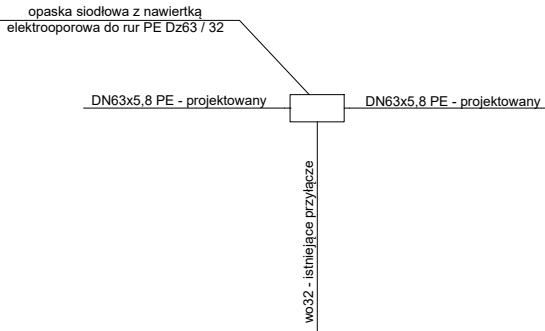 opaska siodłowa z nawiertką
elektrooporowa do rur PE Dz63 / 32
DN63x5,8 PE - projektowany
DN63x5,8 PE - projektowany
wo32 - istniejące przyłącze